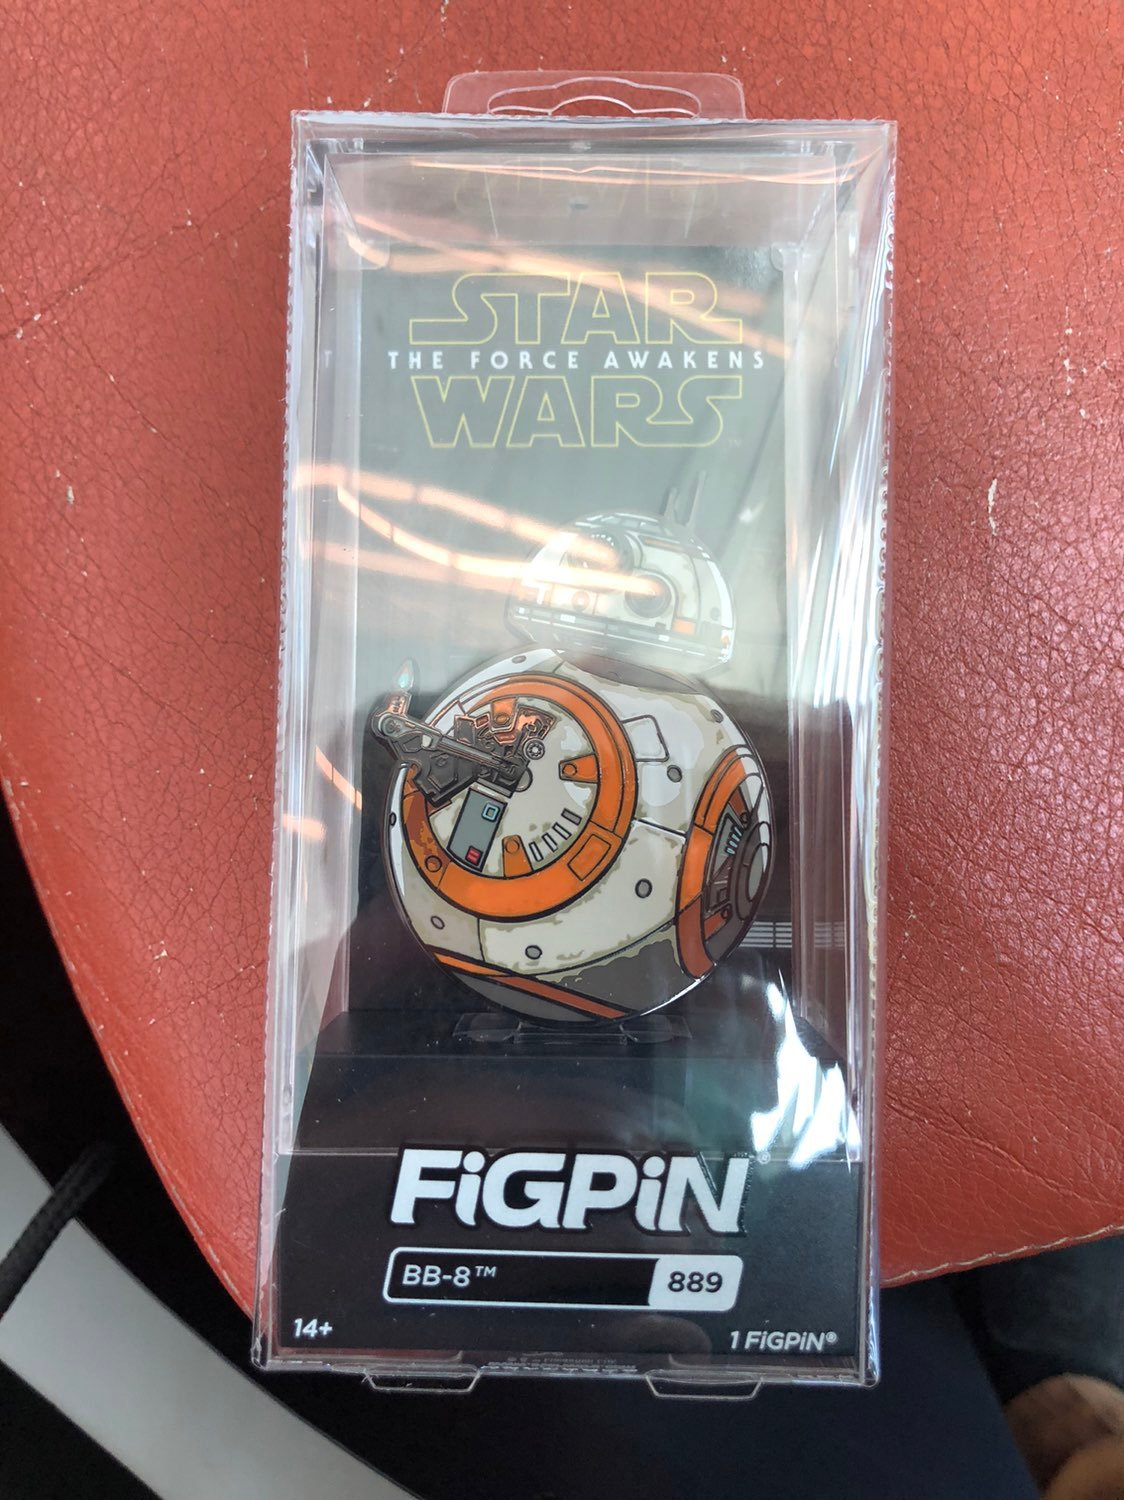 STAR
THE FORCE AWAKENS
WARS
FiGPiN®
BB-8™ 889
14+
1 FiGPiN®